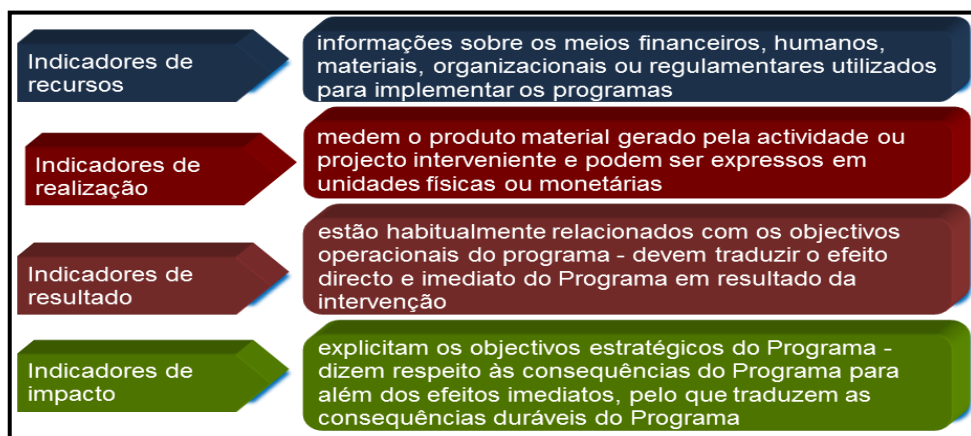 Indicadores de
recursos
informações sobre os meios financeiros, humanos,
materiais, organizacionais ou regulamentares utilizados
para implementar os programas
Indicadores de
realização
medem o produto material gerado pela actividade ou
projecto interveniente e podem ser expressos em
unidades físicas ou monetárias
Indicadores de
resultado
estão habitualmente relacionados com os objectivos
operacionais do programa - devem traduzir o efeito
directo e imediato do Programa em resultado da
intervenção
Indicadores de
impacto
explicitam os objectivos estratégicos do Programa -
dizem respeito às consequências do Programa para
além dos efeitos imediatos, pelo que traduzem as
consequências duráveis do Programa